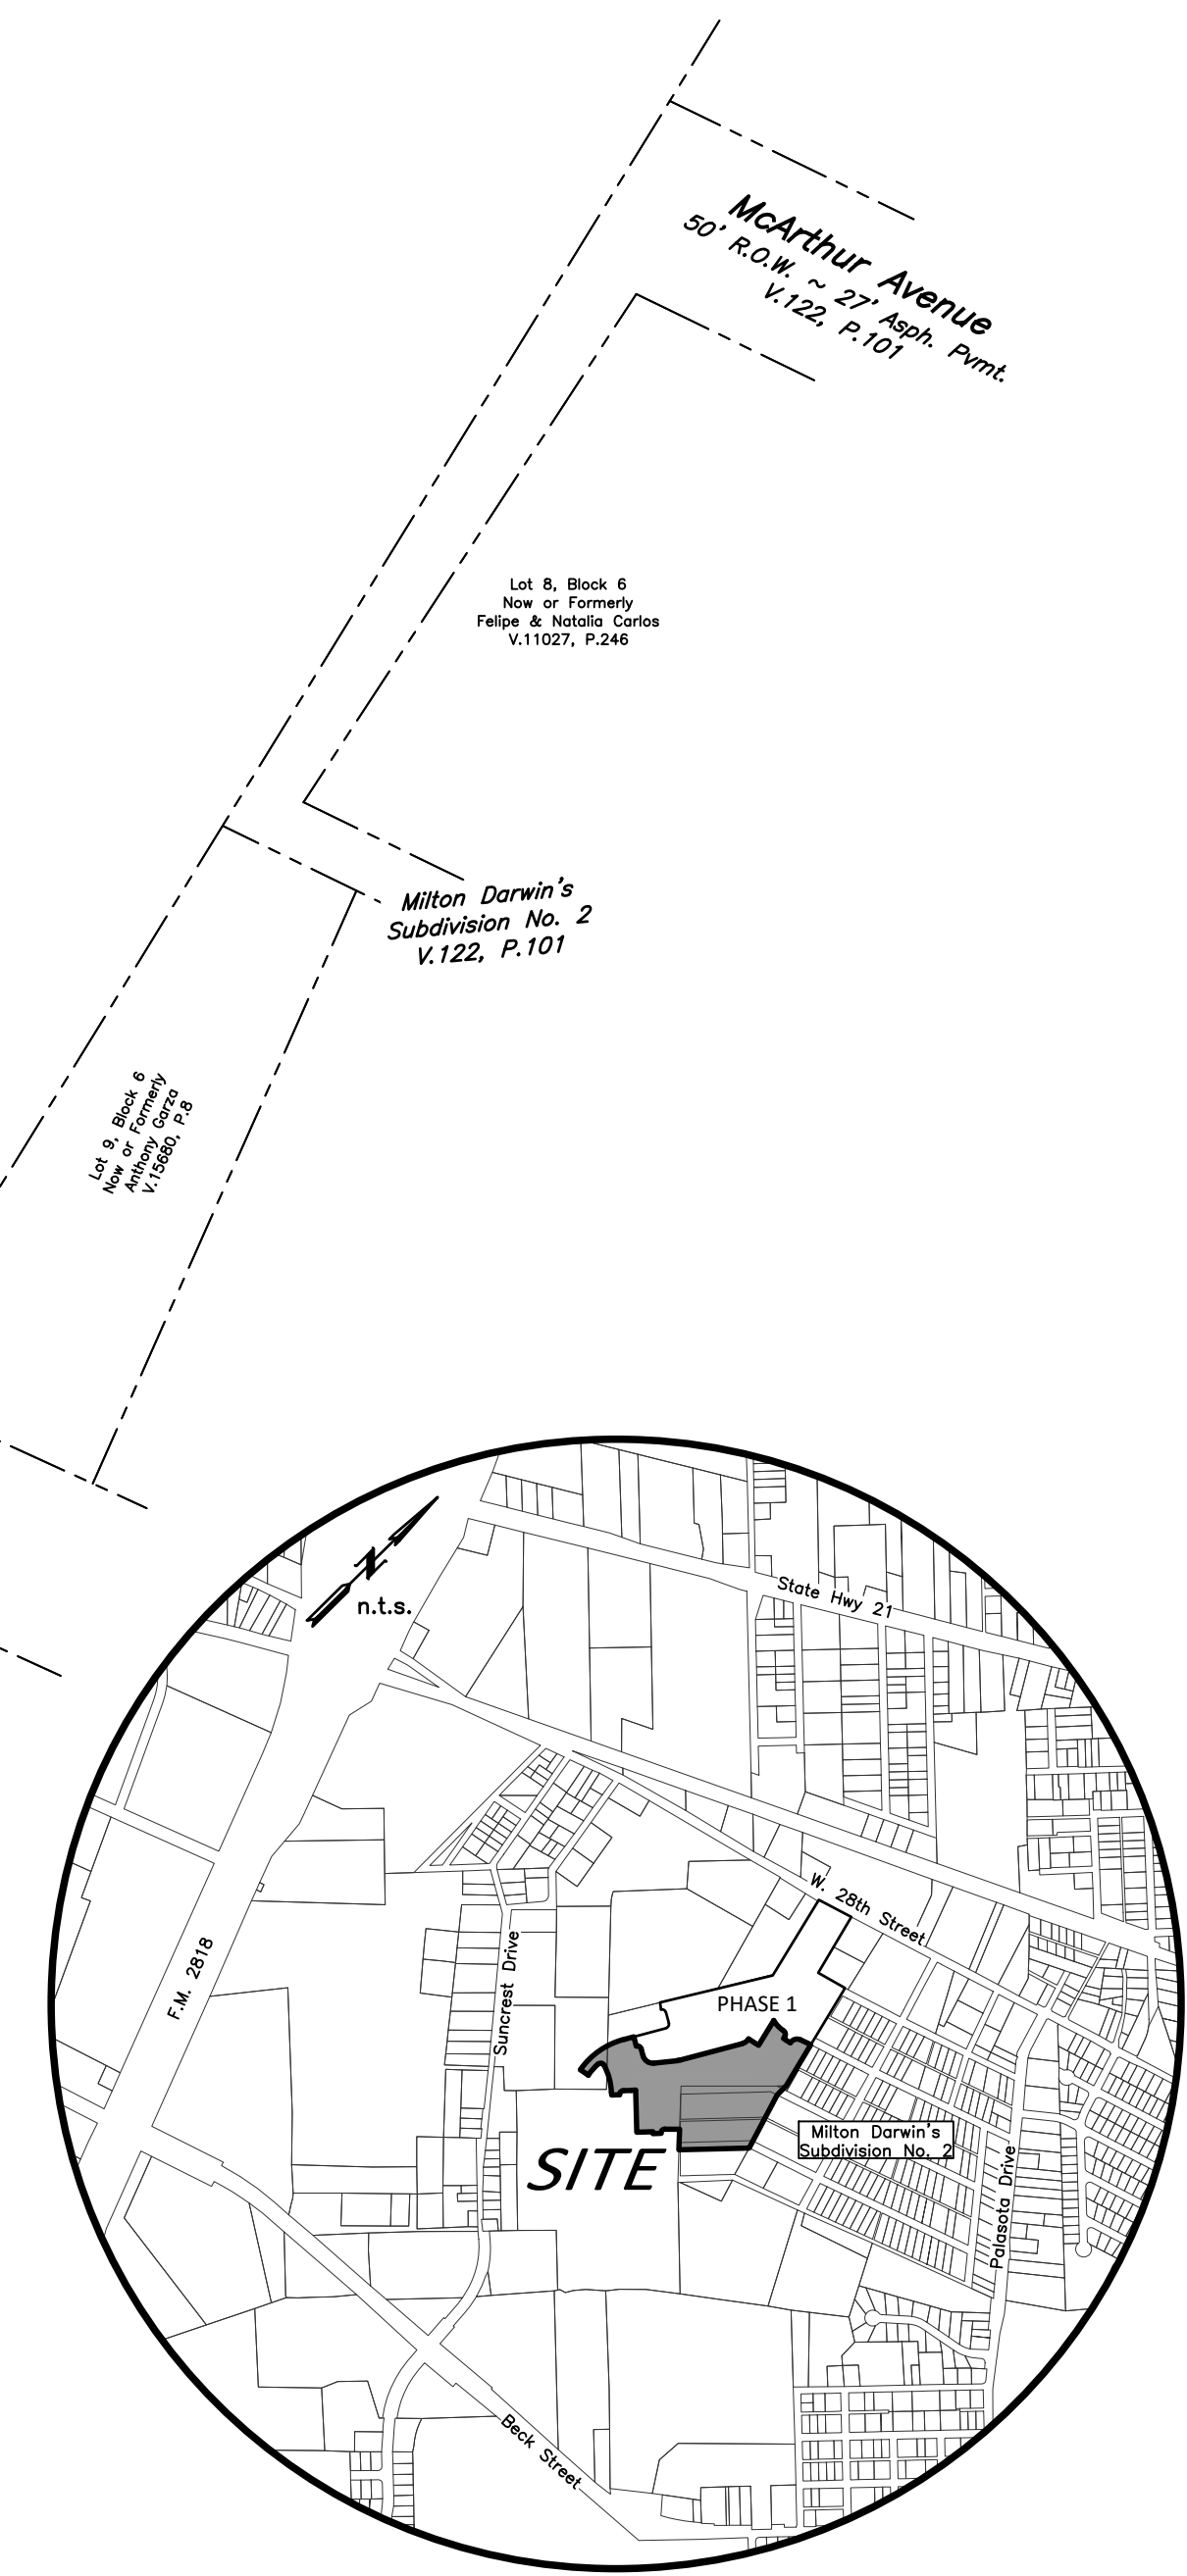 McArthur Avenue
50' R.O.W. ~ 27' Asph. Pvmt.
V.122, P.101
Lot 8, Block 6
Now or Formerly
Felipe & Natalia Carlos
V.11027, P.246
Milton Darwin's
Subdivision No. 2
V.122, P.101
Lot 9, Block 6
Now or Formerly
Anthony Garza
V.15680, P.8
N
n.t.s.
State Hwy 21
W. 28th Street
F.M. 2818
Suncrest Drive
PHASE 1
Milton Darwin's
Subdivision No. 2
SITE
Palasota Drive
Beck Street